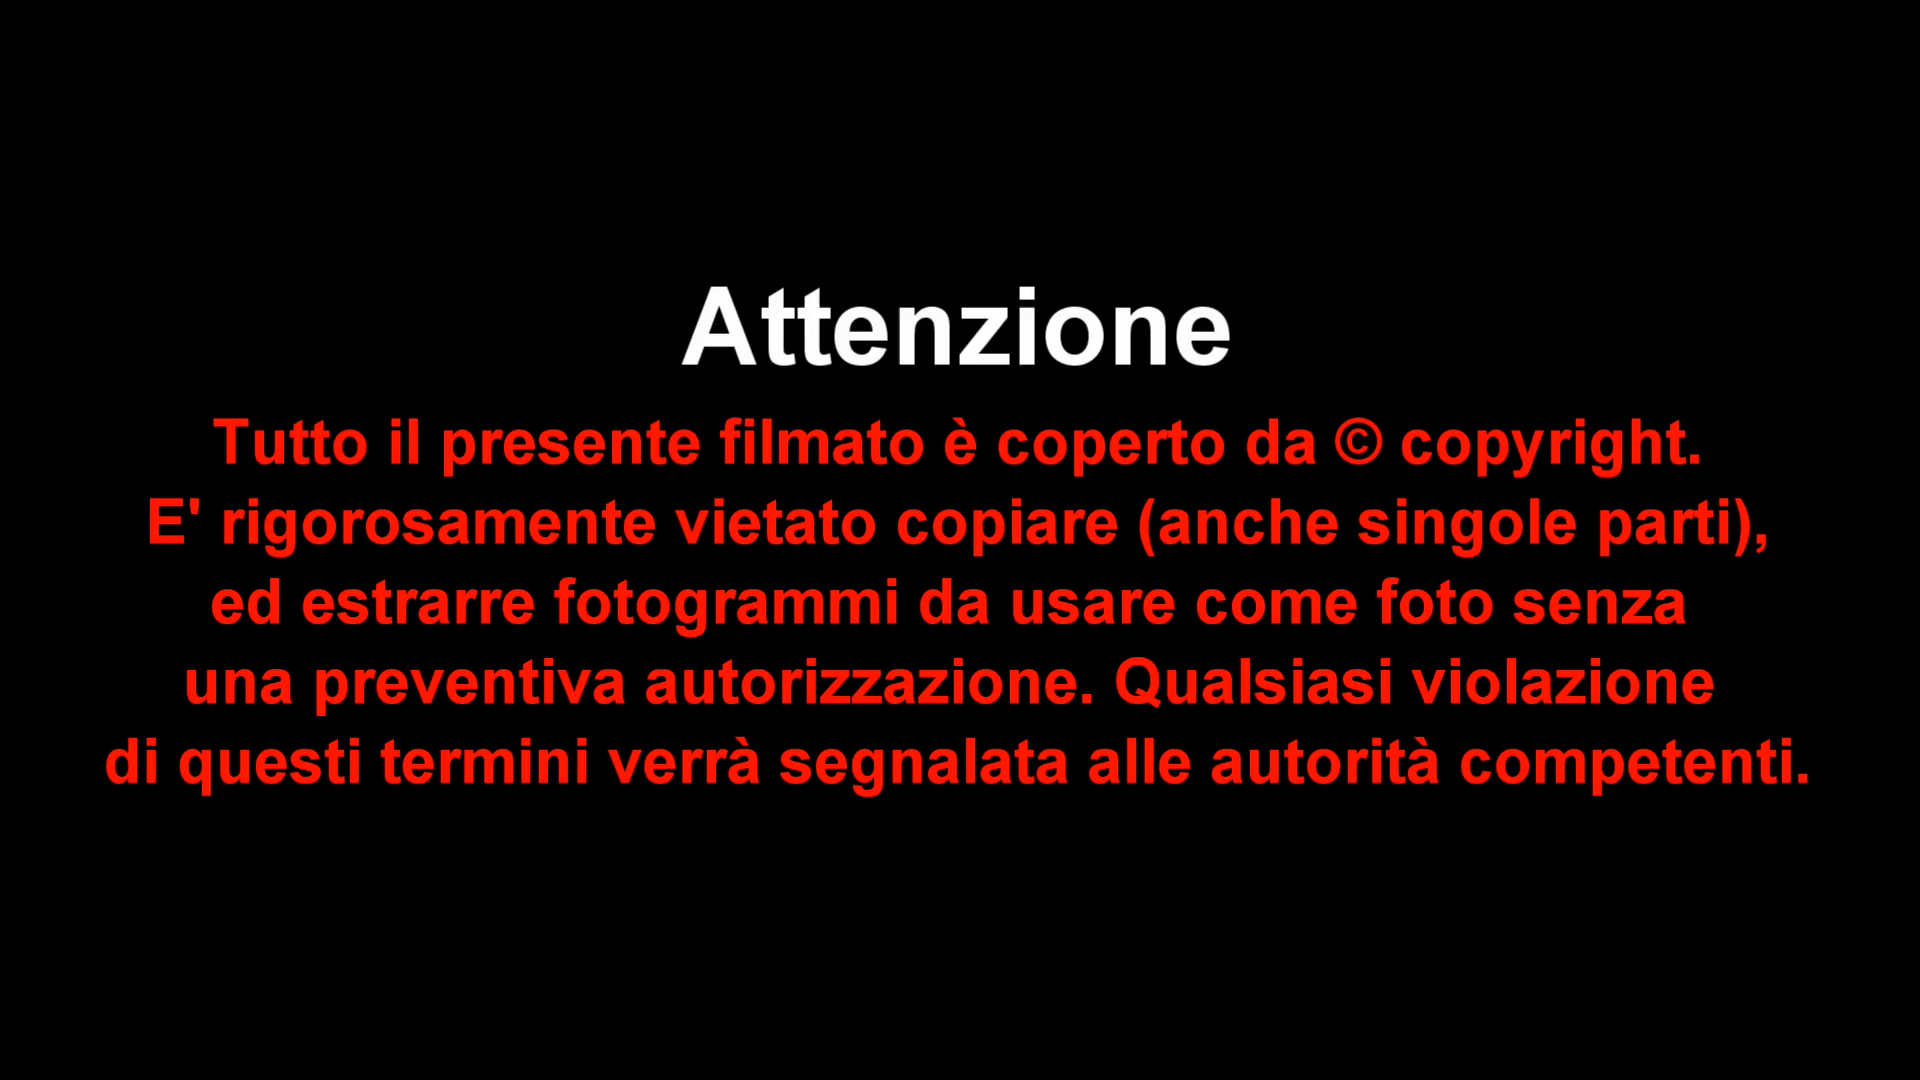 Attenzione
Tutto il presente filmato è coperto da © copyright.
E' rigorosamente vietato copiare (anche singole parti),
ed estrarre fotogrammi da usare come foto senza
una preventiva autorizzazione. Qualsiasi violazione
di questi termini verrà segnalata alle autorità competenti.